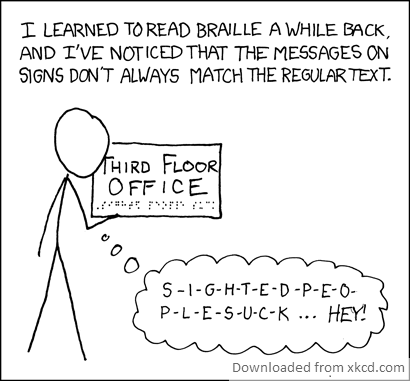 I LEARNED TO READ BRAILLE A WHILE BACK,
AND I'VE NOTICED THAT THE MESSAGES ON
SIGNS DON'T ALWAYS MATCH THE REGULAR TEXT.
THIRD FLOOR
OFFICE
S-I-G-H-T-E-D-P-E-O-
P-L-E-S-U-C-K ... HEY!
Downloaded from xkcd.com